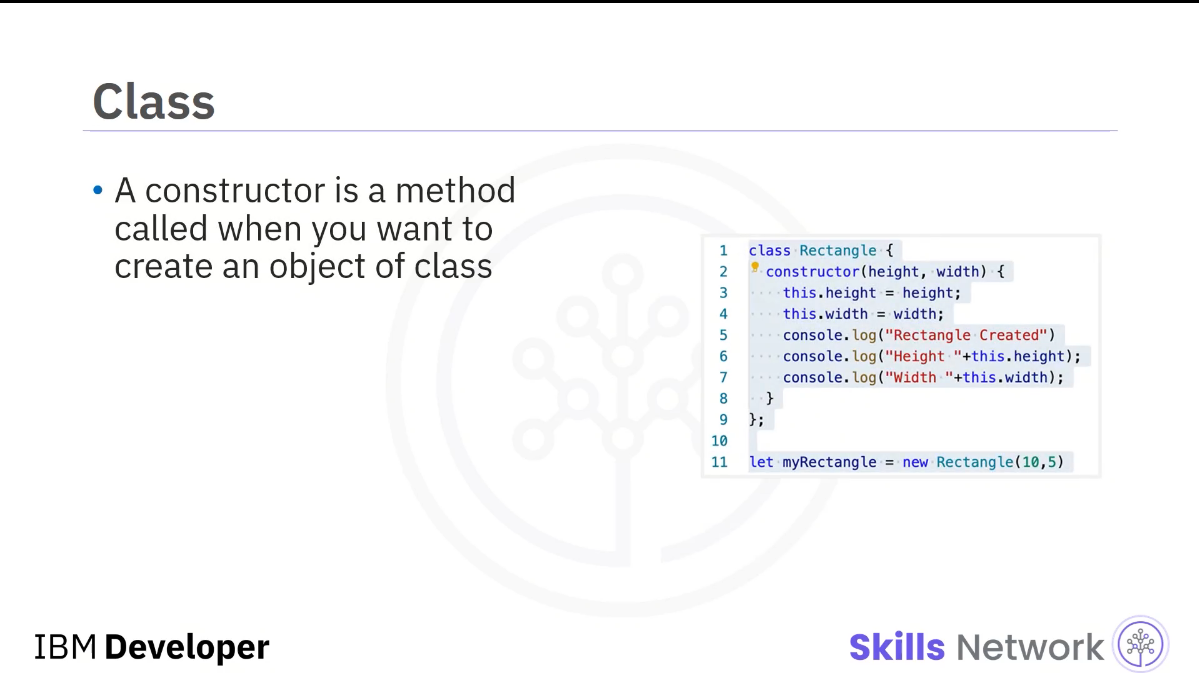 Class
• A constructor is a method
called when you want to
create an object of class
1 class Rectangle {
2 constructor(height, width) {
3 this.height = height;
4 this.width = width;
5 console.log("Rectangle Created")
6 console.log("Height "+this.height);
7 console.log("Width "+this.width);
8 }
9 };
10
11 let myRectangle = new Rectangle(10,5)
IBM Developer
Skills Network